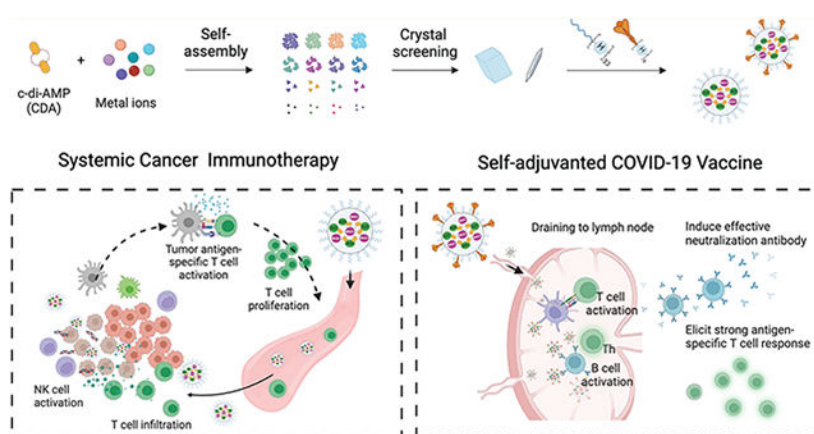 Self-
assembly
Crystal
screening
+
c-di-AMP
(CDA)
Metal ions
Systemic Cancer Immunotherapy
Self-adjuvanted COVID-19 Vaccine
Tumor antigen-
specific T cell
activation
T cell
proliferation
NK cell
activation
T cell infiltration
Draining to lymph node
T cell
activation
Th
B cell
activation
Induce effective
neutralization antibody
Elicit strong antigen-
specific T cell response